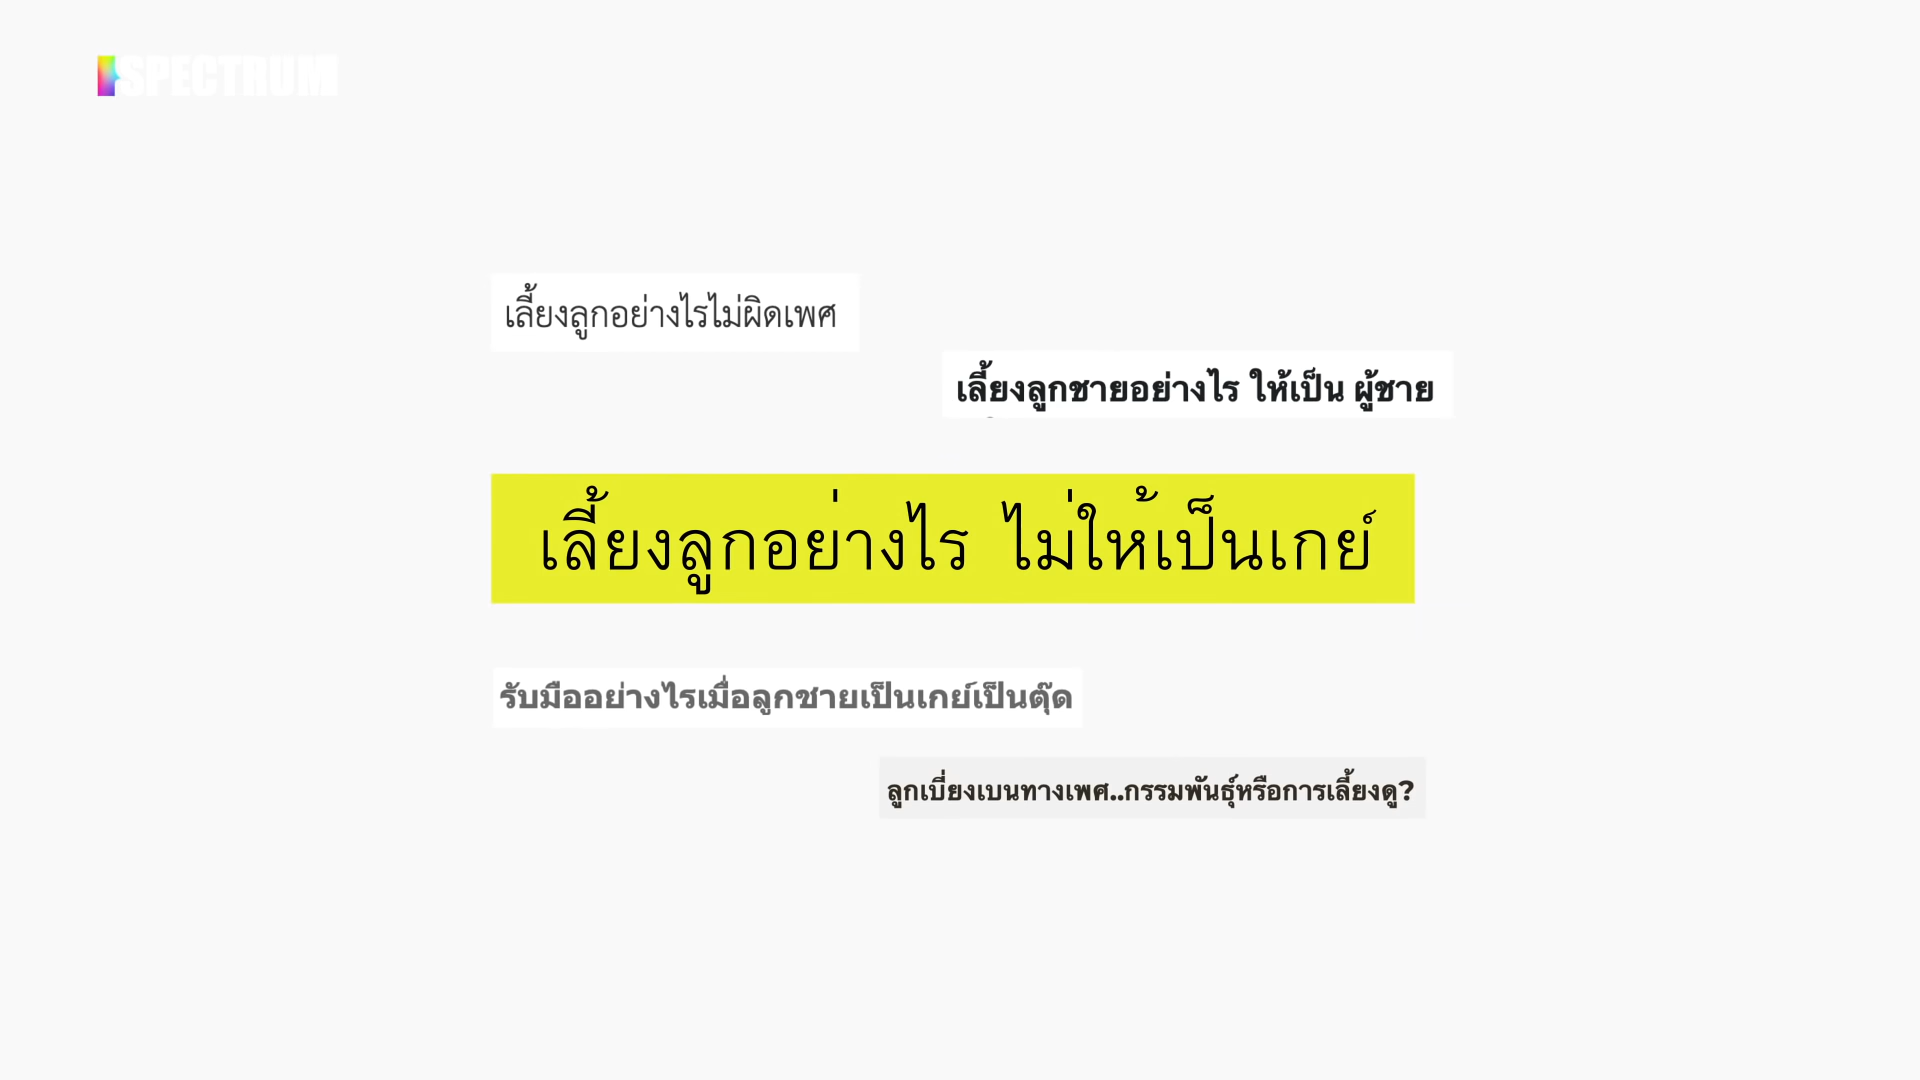 SPECTRUM
เลี้ยงลูกอย่างไรไม่ผิดเพศ
เลี้ยงลูกชายอย่างไร ให้เป็น ผู้ชาย
เลี้ยงลูกอย่างไร ไม่ให้เป็นเกย์
รับมืออย่างไรเมื่อลูกชายเป็นเกย์เป็นตุ๊ด
ลูกเบี่ยงเบนทางเพศ..กรรมพันธุ์หรือการเลี้ยงดู?